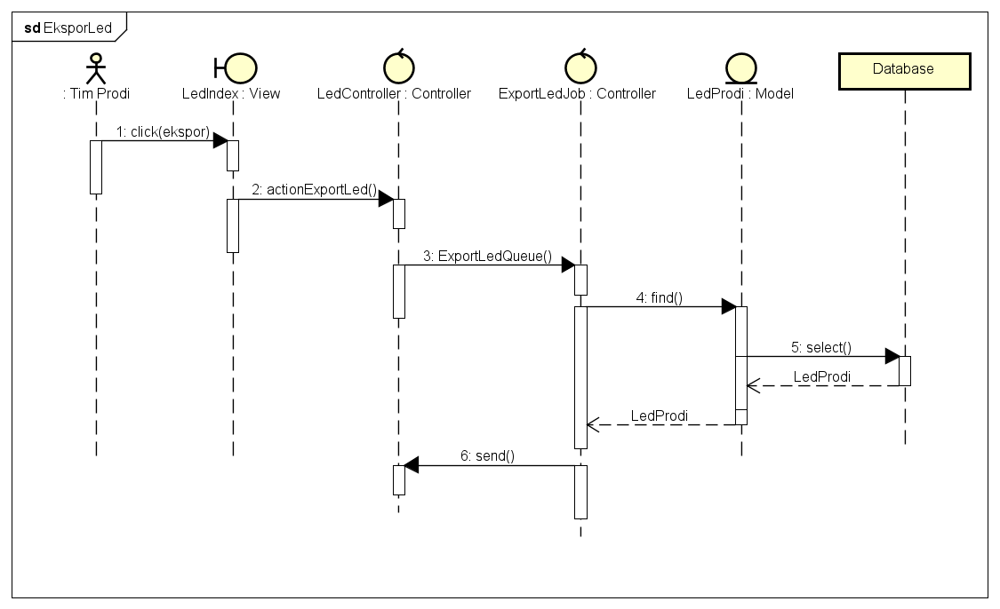 sd EksporLed
: Tim Prodi
LedIndex : View
LedController : Controller
ExportLedJob : Controller
LedProdi : Model
Database
1: click(ekspor)
2: actionExportLed()
3: ExportLedQueue()
4: find()
5: select()
LedProdi
LedProdi
6: send()